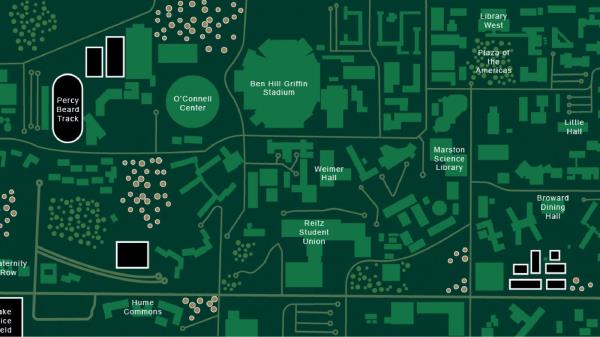 Library
West
Plaza of
the
Americas
Ben Hill Griffin
Stadium
O'Connell
Center
Percy
Beard
Track
Little
Hall
Marston
Science
Library
Weimer
Hall
Broward
Dining
Hall
Reitz
Student
Union
aternity
Row
Hume
Commons
ake
ice
eld